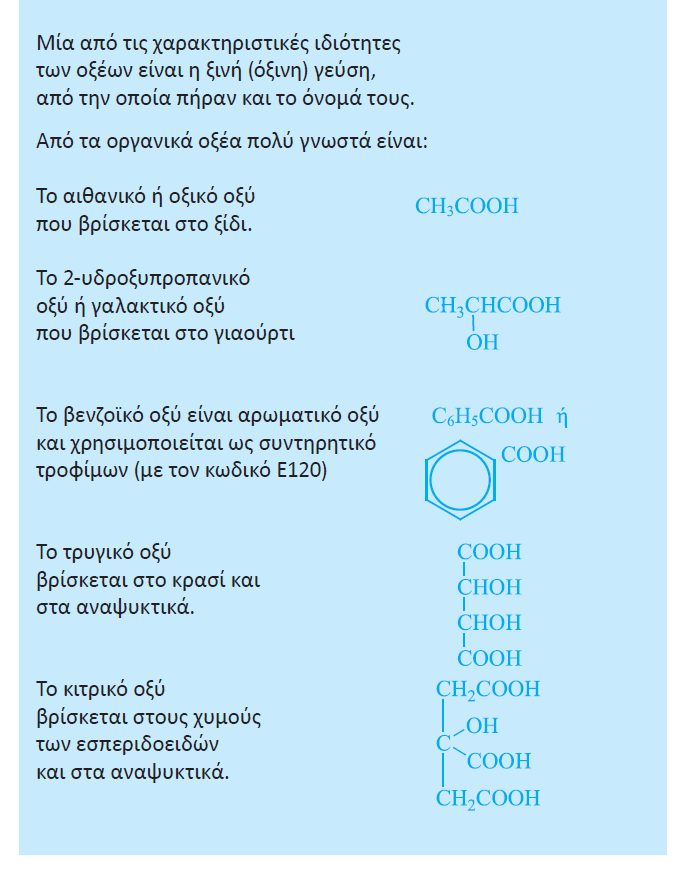 Μία από τις χαρακτηριστικές ιδιότητες
των οξέων είναι η ξινή (όξινη) γεύση,
από την οποία πήραν και το όνομά τους.
Από τα οργανικά οξέα πολύ γνωστά είναι:
Το αιθανικό ή οξικό οξύ
που βρίσκεται στο ξίδι.
CH₃COOH
Το 2-υδροξυπροπανικό
οξύ ή γαλακτικό οξύ
που βρίσκεται στο γιαούρτι
CH₃CHCOOH
OH
Το βενζοϊκό οξύ είναι αρωματικό οξύ
και χρησιμοποιείται ως συντηρητικό
τροφίμων (με τον κωδικό Ε120)
C₆H₅COOH ή
COOH
Το τρυγικό οξύ
βρίσκεται στο κρασί και
στα αναψυκτικά.
COOH
CHOH
CHOH
COOH
Το κιτρικό οξύ
βρίσκεται στους χυμούς
των εσπεριδοειδών
και στα αναψυκτικά.
CH₂COOH
OH
C
COOH
CH₂COOH